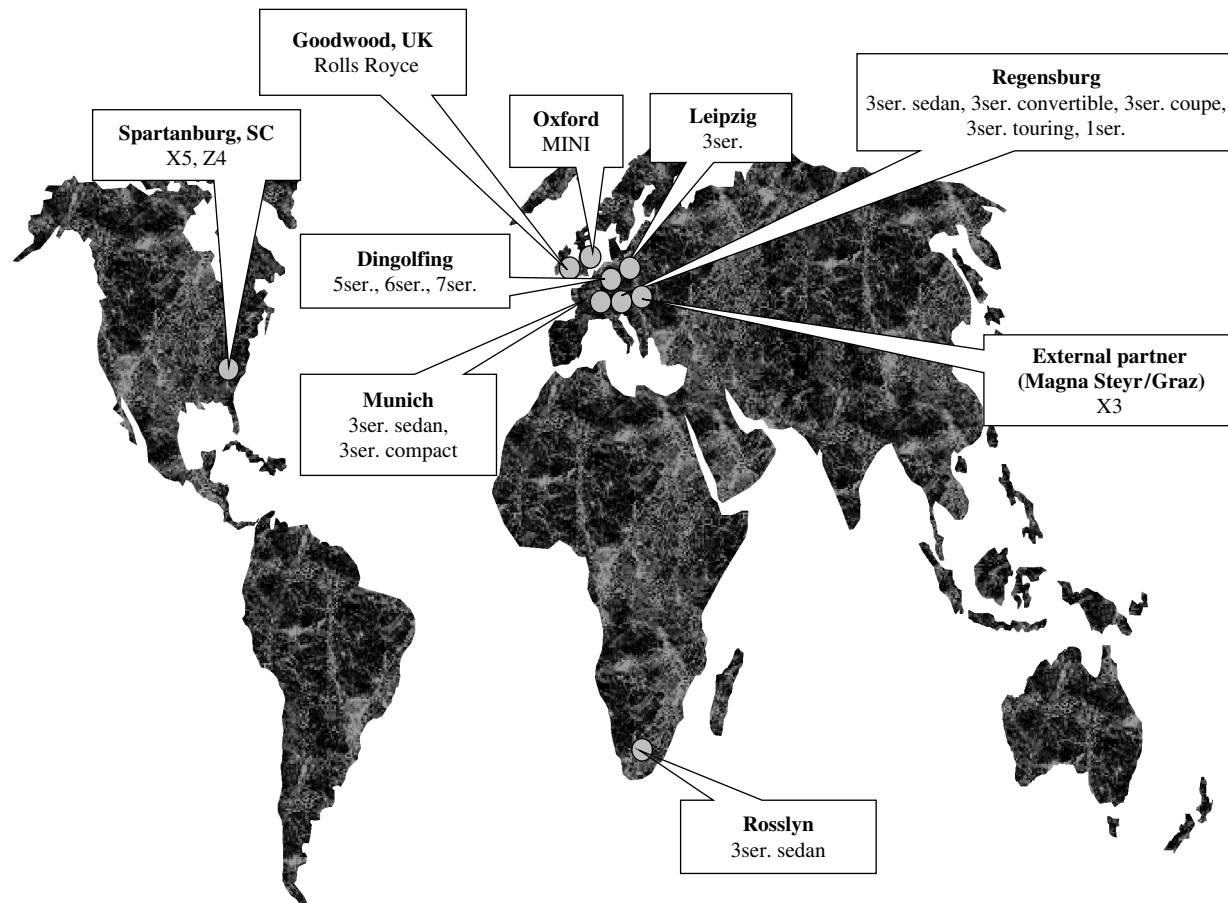 Goodwood, UK
Rolls Royce
Regensburg
3ser. sedan, 3ser. convertible, 3ser. coupe,
3ser. touring, 1ser.
Spartanburg, SC
X5, Z4
Oxford
MINI
Leipzig
3ser.
Dingolfing
5ser., 6ser., 7ser.
External partner
(Magna Steyr/Graz)
X3
Munich
3ser. sedan,
3ser. compact
Rosslyn
3ser. sedan